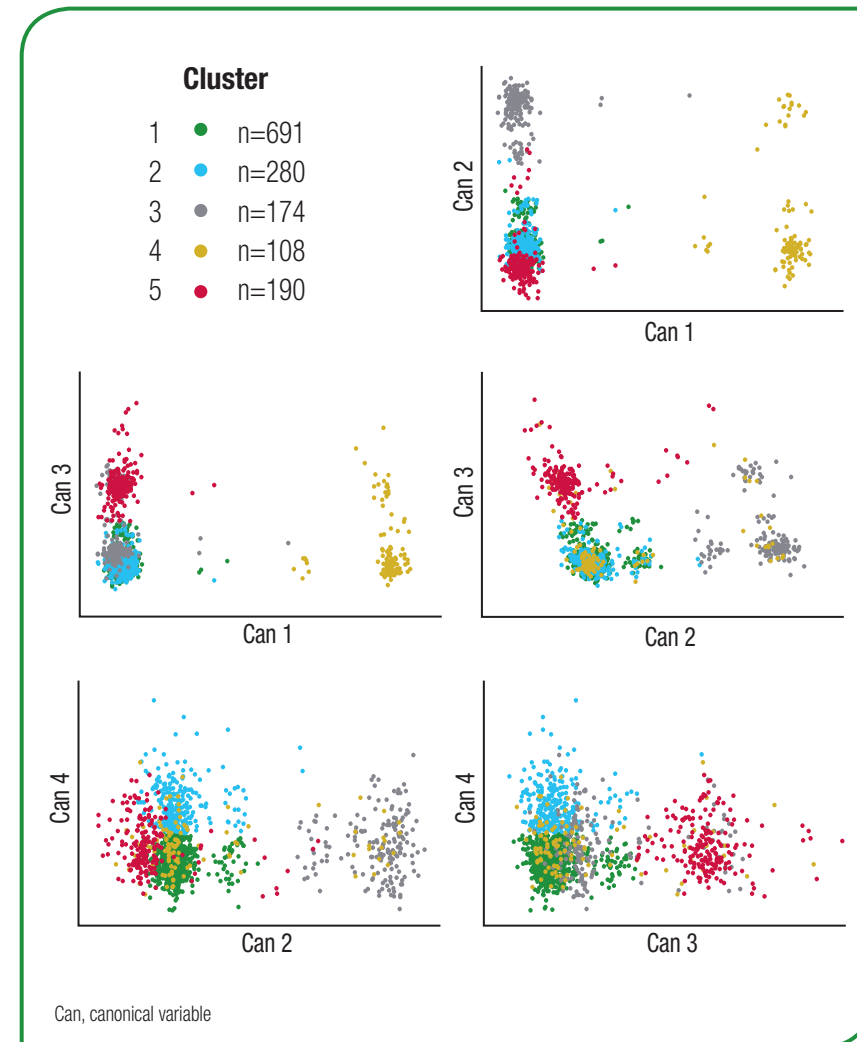 Cluster
1 n=691
2 n=280
3 n=174
4 n=108
5 n=190
Can 2
Can 1
Can 3
Can 1
Can 3
Can 2
Can 4
Can 2
Can 4
Can 3
Can, canonical variable